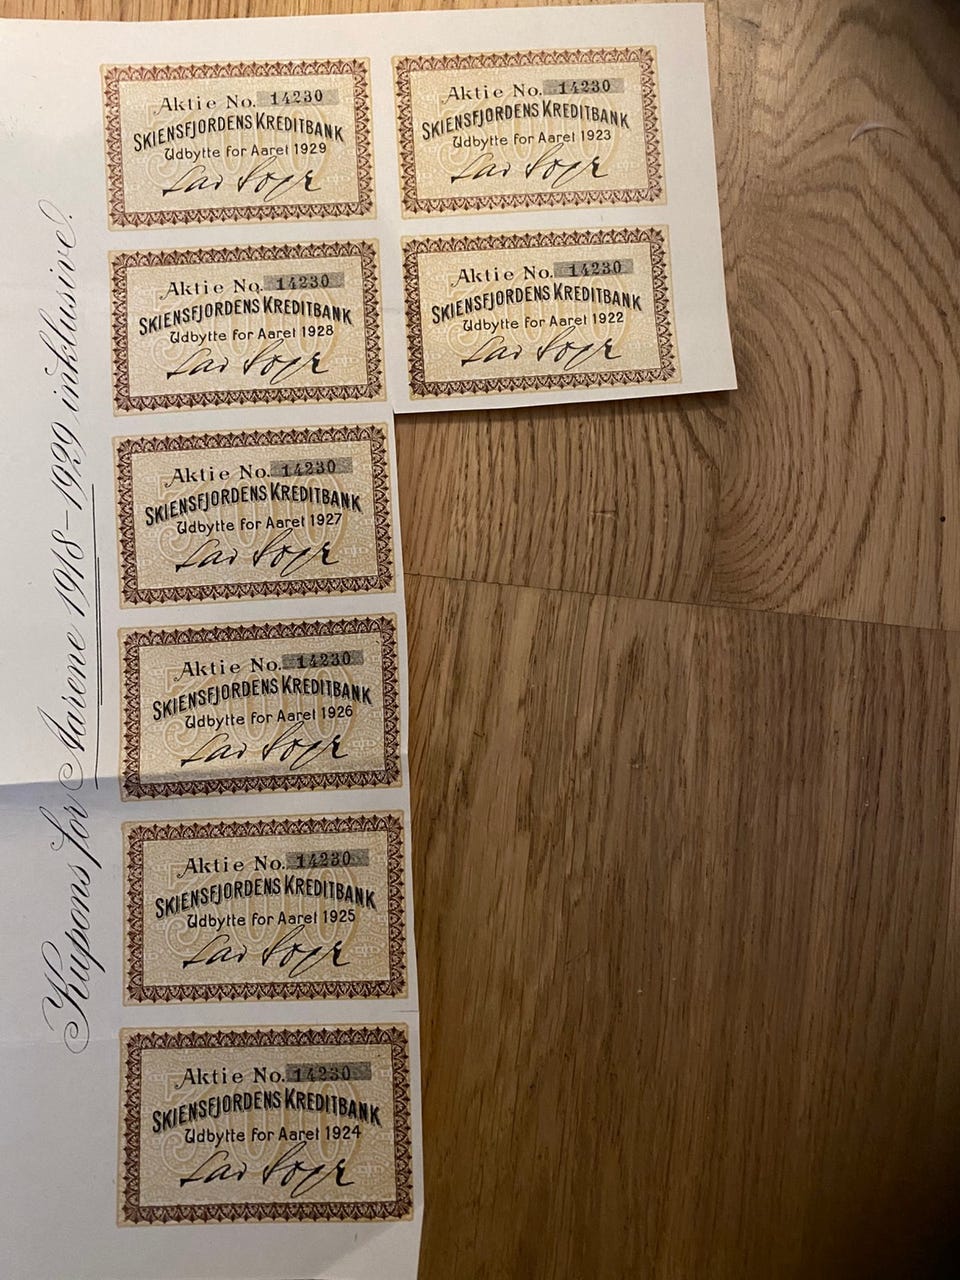 Kupons for Aarene 1918-1929 inklusive.
Aktie No. 14230
SKIENSFJORDENS KREDITBANK
Udbytte for Aaret 1929
Aktie No. 14230
SKIENSFJORDENS KREDITBANK
Udbytte for Aaret 1928
Aktie No. 14230
SKIENSFJORDENS KREDITBANK
Udbytte for Aaret 1927
Aktie No. 14230
SKIENSFJORDENS KREDITBANK
Udbytte for Aaret 1926
Aktie No. 14230
SKIENSFJORDENS KREDITBANK
Udbytte for Aaret 1925
Aktie No. 14230
SKIENSFJORDENS KREDITBANK
Udbytte for Aaret 1924
Aktie No. 14230
SKIENSFJORDENS KREDITBANK
Udbytte for Aaret 1923
Aktie No. 14230
SKIENSFJORDENS KREDITBANK
Udbytte for Aaret 1922